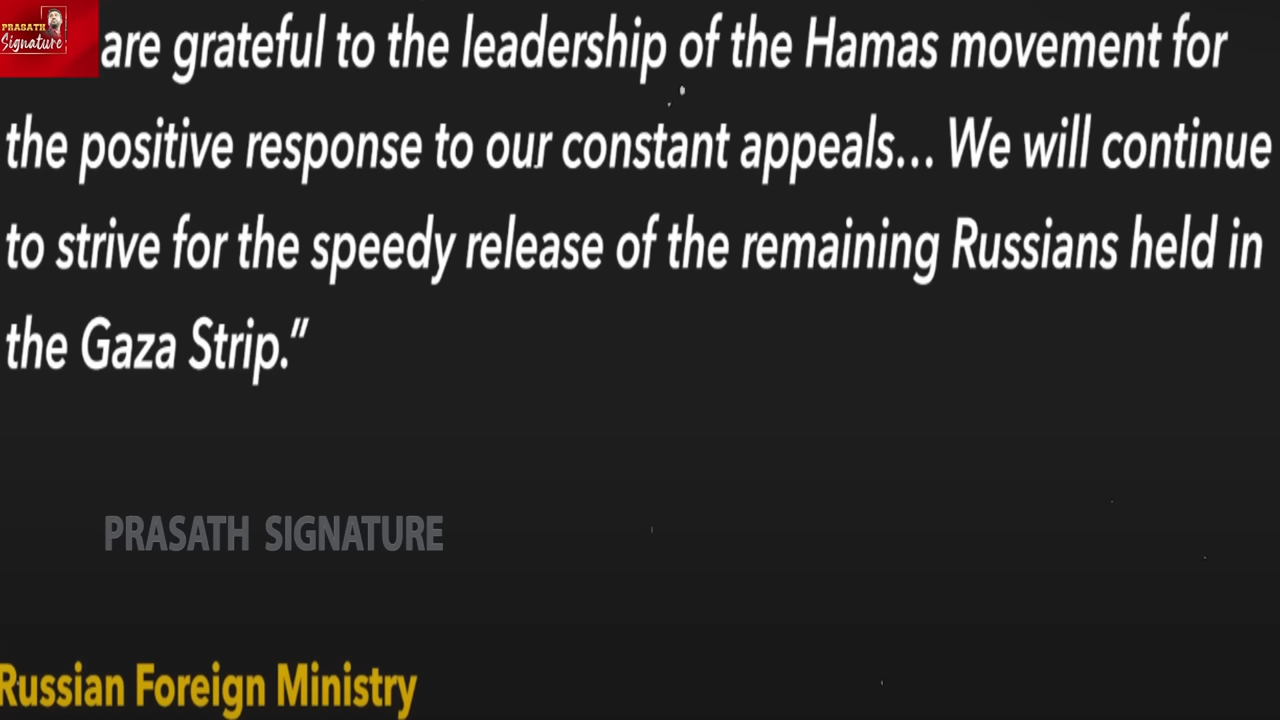 PRASATH
Signature
are grateful to the leadership of the Hamas movement for
the positive response to our constant appeals... We will continue
to strive for the speedy release of the remaining Russians held in
the Gaza Strip.”
PRASATH SIGNATURE
Russian Foreign Ministry